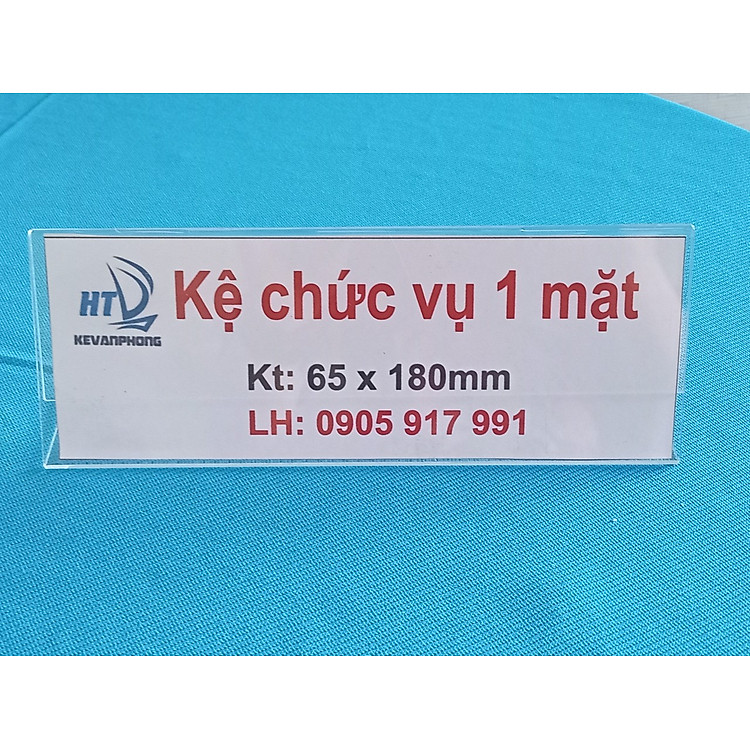 HT
KEVANPHONG
Kệ chức vụ 1 mặt
Kt: 65 x 180mm
LH: 0905 917 991